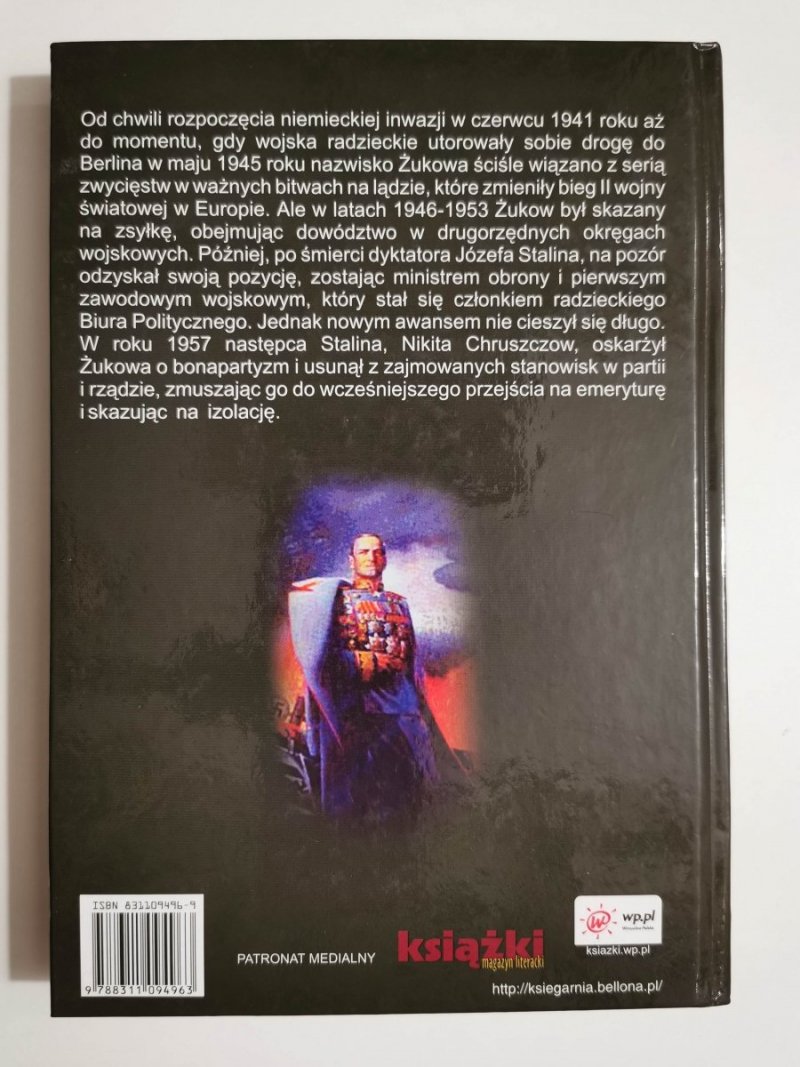 Od chwili rozpoczęcia niemieckiej inwazji w czerwcu 1941 roku aż
do momentu, gdy wojska radzieckie utorowały sobie drogę do
Berlina w maju 1945 roku nazwisko Żukowa ściśle wiązano z serią
zwycięstw w ważnych bitwach na lądzie, które zmieniły bieg II wojny
światowej w Europie. Ale w latach 1946-1953 Żukow był skazany
na zsyłkę, obejmując dowództwo w drugorzędnych okręgach
wojskowych. Później, po śmierci dyktatora Józefa Stalina, na pozór
odzyskał swoją pozycję, zostając ministrem obrony i pierwszym
zawodowym wojskowym, który stał się członkiem radzieckiego
Biura Politycznego. Jednak nowym awansem nie cieszył się długo.
W roku 1957 następca Stalina, Nikita Chruszczow, oskarżył
Żukowa o bonapartyzm i usunął z zajmowanych stanowisk w partii
i rządzie, zmuszając go do wcześniejszego przejścia na emeryturę
i skazując na izolację.
ISBN 831109496-9
9 788311 094963
PATRONAT MEDIALNY
książki
magazyn literacki
wp.pl
Wirtualna Polska
ksiazki.wp.pl
http://ksiegarnia.bellona.pl/